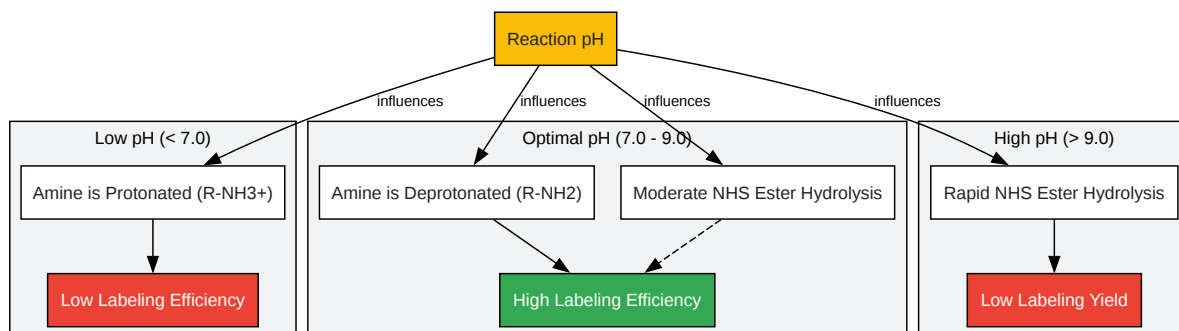 Reaction pH
influences
influences
influences
influences
Low pH (< 7.0)
Optimal pH (7.0 - 9.0)
High pH (> 9.0)
Amine is Protonated (R-NH3+)
Amine is Deprotonated (R-NH2)
Moderate NHS Ester Hydrolysis
Rapid NHS Ester Hydrolysis
Low Labeling Efficiency
High Labeling Efficiency
Low Labeling Yield